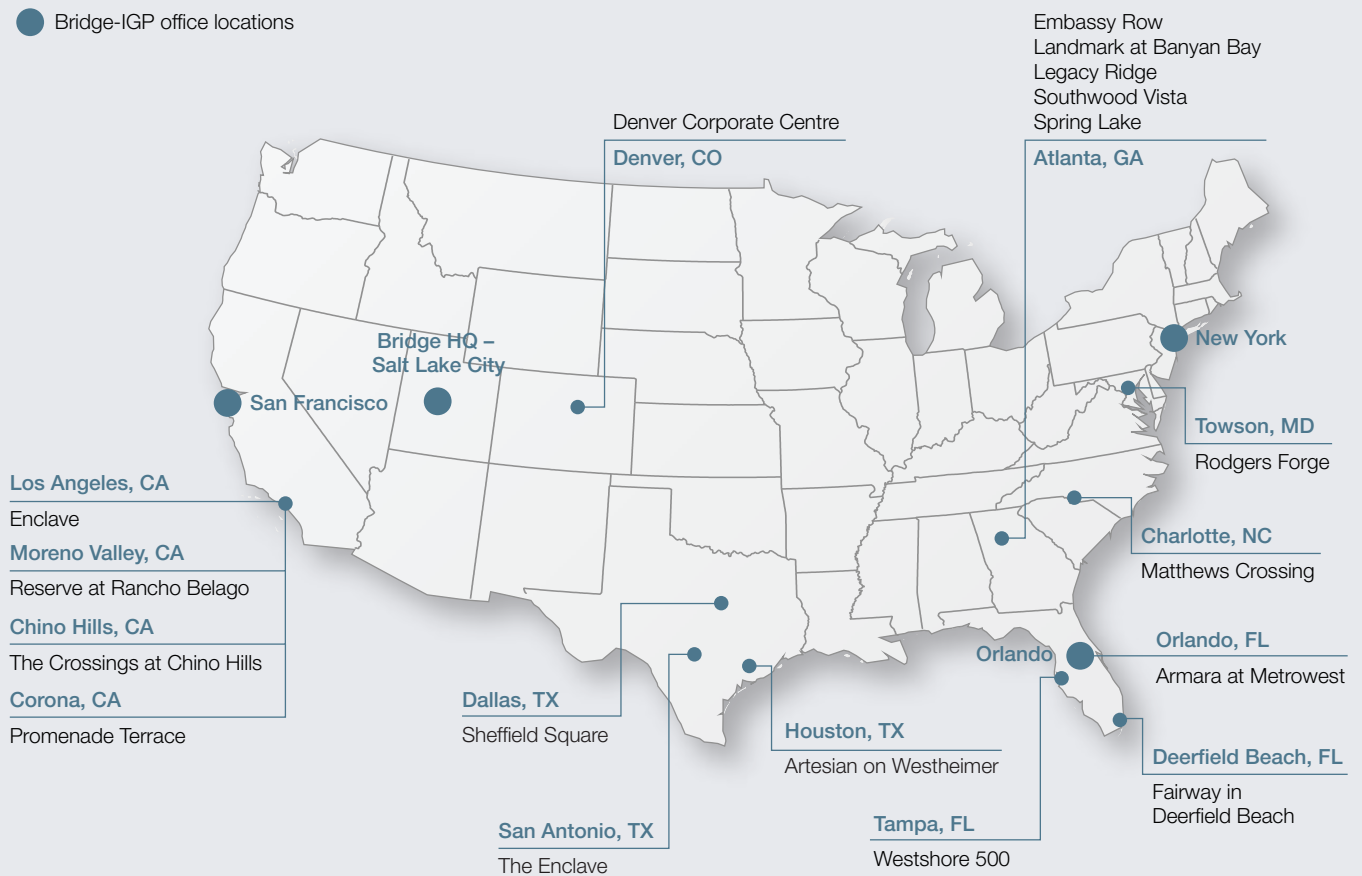 Bridge-IGP office locations
Embassy Row
Landmark at Banyan Bay
Legacy Ridge
Southwood Vista
Spring Lake
Atlanta, GA
Denver Corporate Centre
Denver, CO
Bridge HQ –
Salt Lake City
San Francisco
New York
Towson, MD
Rodgers Forge
Los Angeles, CA
Enclave
Moreno Valley, CA
Reserve at Rancho Belago
Chino Hills, CA
The Crossings at Chino Hills
Corona, CA
Promenade Terrace
Charlotte, NC
Matthews Crossing
Orlando
Orlando, FL
Armara at Metrowest
Dallas, TX
Sheffield Square
Houston, TX
Artesian on Westheimer
Deerfield Beach, FL
Fairway in
Deerfield Beach
San Antonio, TX
The Enclave
Tampa, FL
Westshore 500